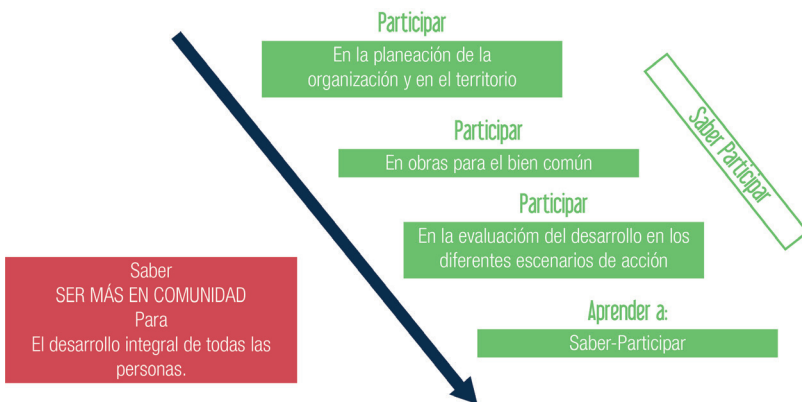 Participar
En la planeación de la
organización y en el territorio
Participar
En obras para el bien común
Saber Participar
Participar
En la evaluacióm del desarrollo en los
diferentes escenarios de acción
Saber
SER MÁS EN COMUNIDAD
Para
El desarrollo integral de todas las
personas.
Aprender a:
Saber-Participar